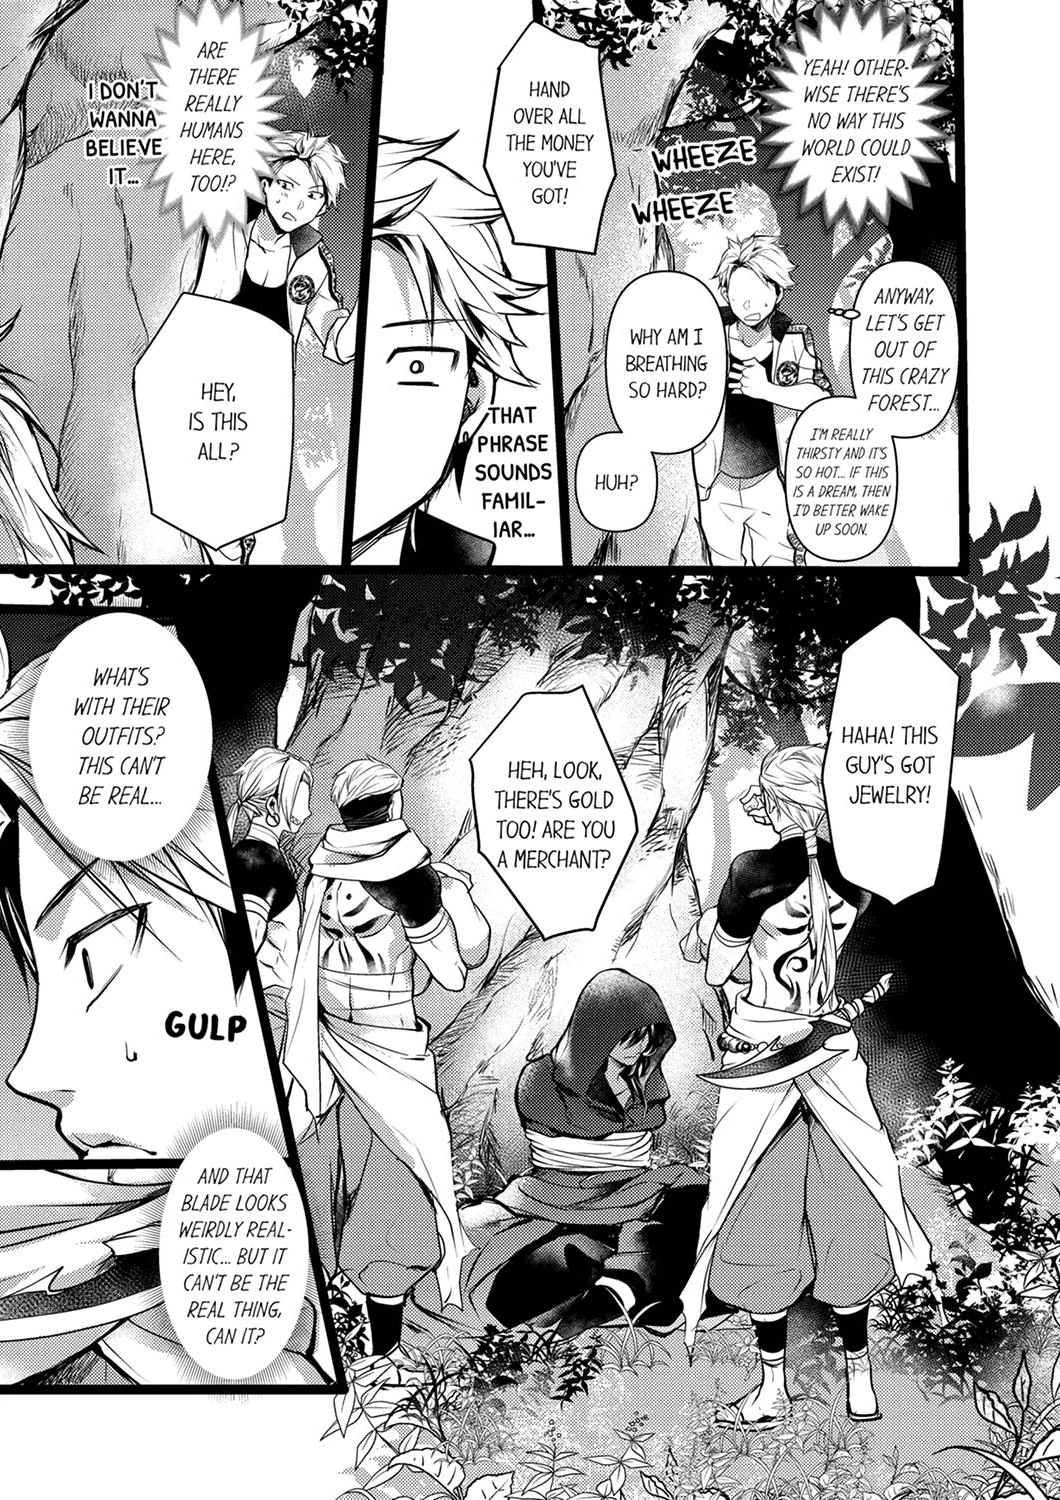 YEAH! OTHER-
WISE THERE'S
NO WAY THIS
WORLD COULD
EXIST!
ANYWAY,
LET'S GET
OUT OF
THIS CRAZY
FOREST...
I'M REALLY
THIRSTY AND IT'S
SO HOT... IF THIS
IS A DREAM, THEN
I'D BETTER WAKE
UP SOON.
WHEEZE
WHEEZE
WHY AM I
BREATHING
SO HARD?
HUH?
HAND
OVER ALL
THE MONEY
YOU'VE
GOT!
THAT
PHRASE
SOUNDS
FAMIL-
IAR...
ARE
THERE
REALLY
HUMANS
HERE,
TOO!?
I DON'T
WANNA
BELIEVE
IT...
HEY,
IS THIS
ALL?
HAHA! THIS
GUY'S GOT
JEWELRY!
HEH, LOOK,
THERE'S GOLD
TOO! ARE YOU
A MERCHANT?
WHAT'S
WITH THEIR
OUTFITS?
THIS CAN'T
BE REAL...
GULP
AND THAT
BLADE LOOKS
WEIRDLY REAL-
ISTIC... BUT IT
CAN'T BE THE
REAL THING,
CAN IT?